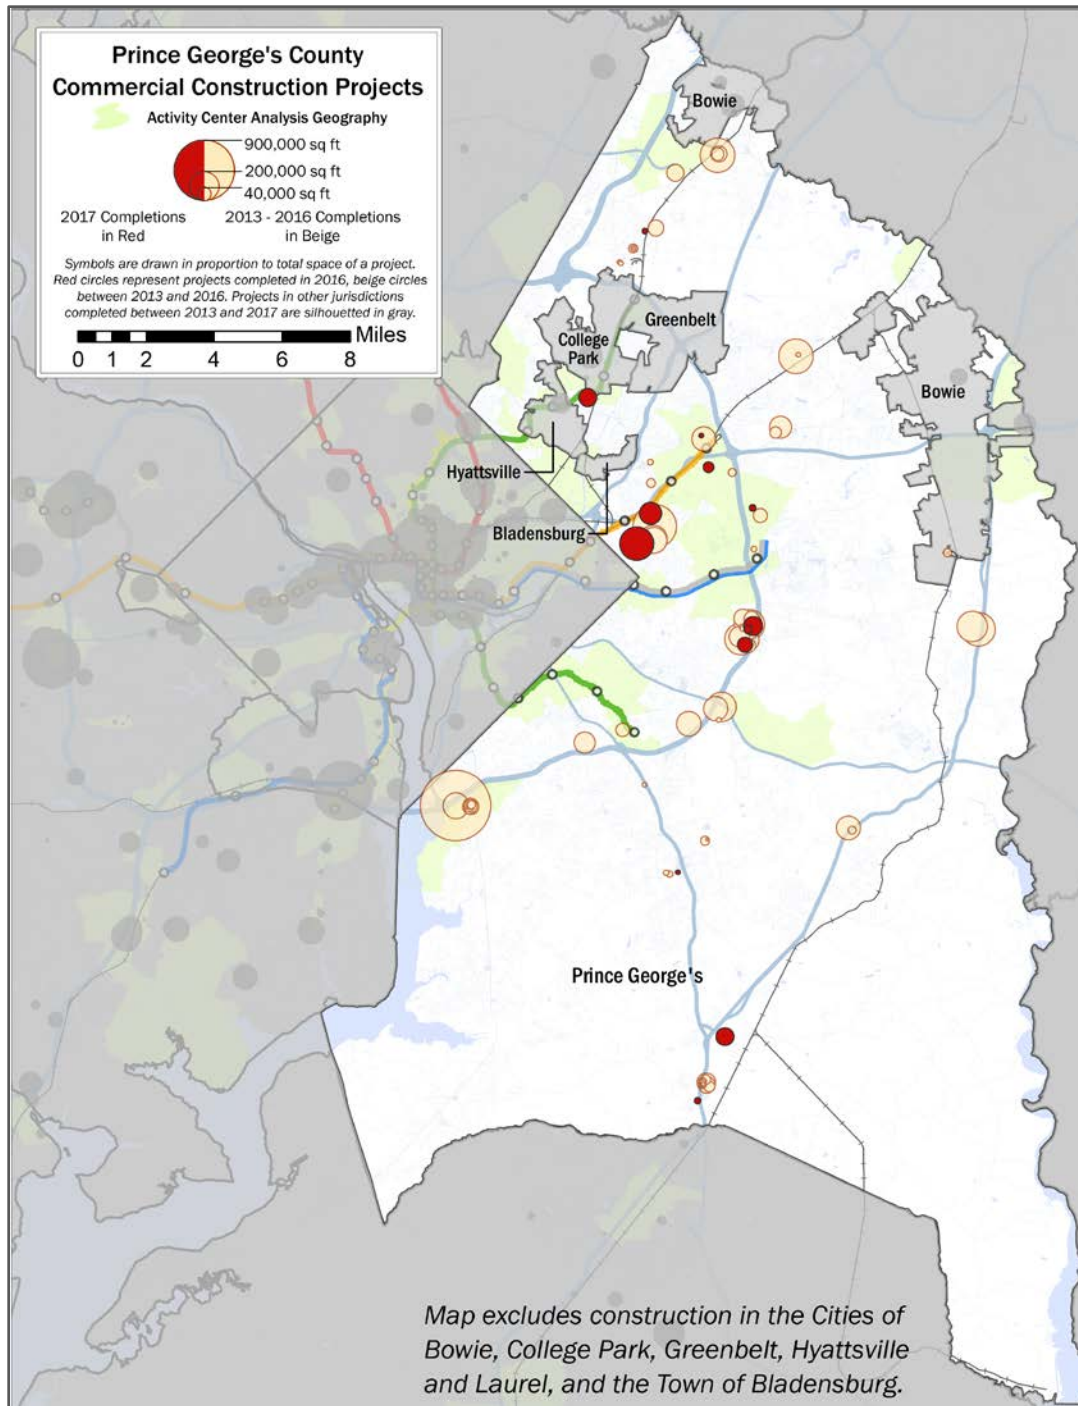 Prince George's County
Commercial Construction Projects
Activity Center Analysis Geography
900,000 sq ft
200,000 sq ft
40,000 sq ft
2017 Completions
in Red
2013 - 2016 Completions
in Beige
Symbols are drawn in proportion to total space of a project.
Red circles represent projects completed in 2016, beige circles
between 2013 and 2016. Projects in other jurisdictions
completed between 2013 and 2017 are silhouetted in gray.
Miles
0 1 2 4 6 8
Bowie
Greenbelt
College
Park
Bowie
Hyattsville
Bladensburg
Prince George's
Map excludes construction in the Cities of
Bowie, College Park, Greenbelt, Hyattsville
and Laurel, and the Town of Bladensburg.